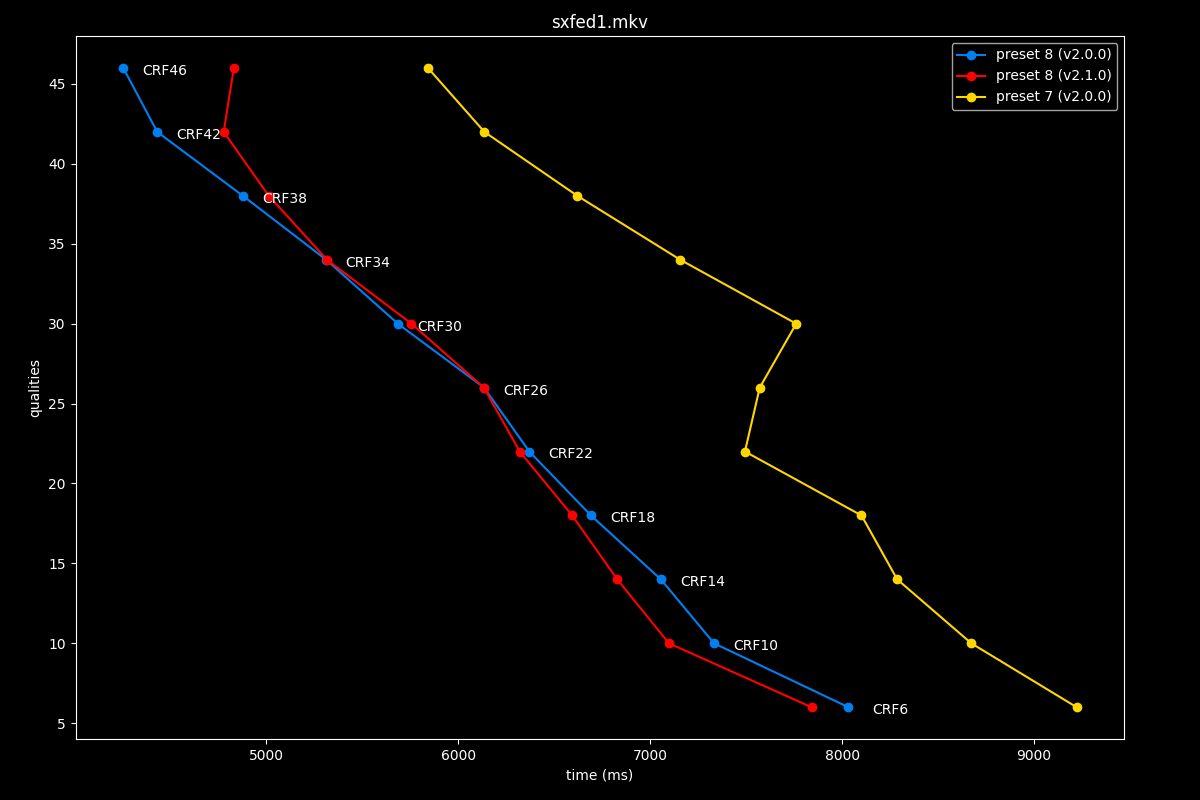 sxfed1.mkv
preset 8 (v2.0.0)
preset 8 (v2.1.0)
preset 7 (v2.0.0)
CRF46
CRF42
CRF38
CRF34
CRF30
CRF26
CRF22
CRF18
CRF14
CRF10
CRF6
45
40
35
30
25
20
15
10
5
qualities
5000
6000
7000
8000
9000
time (ms)